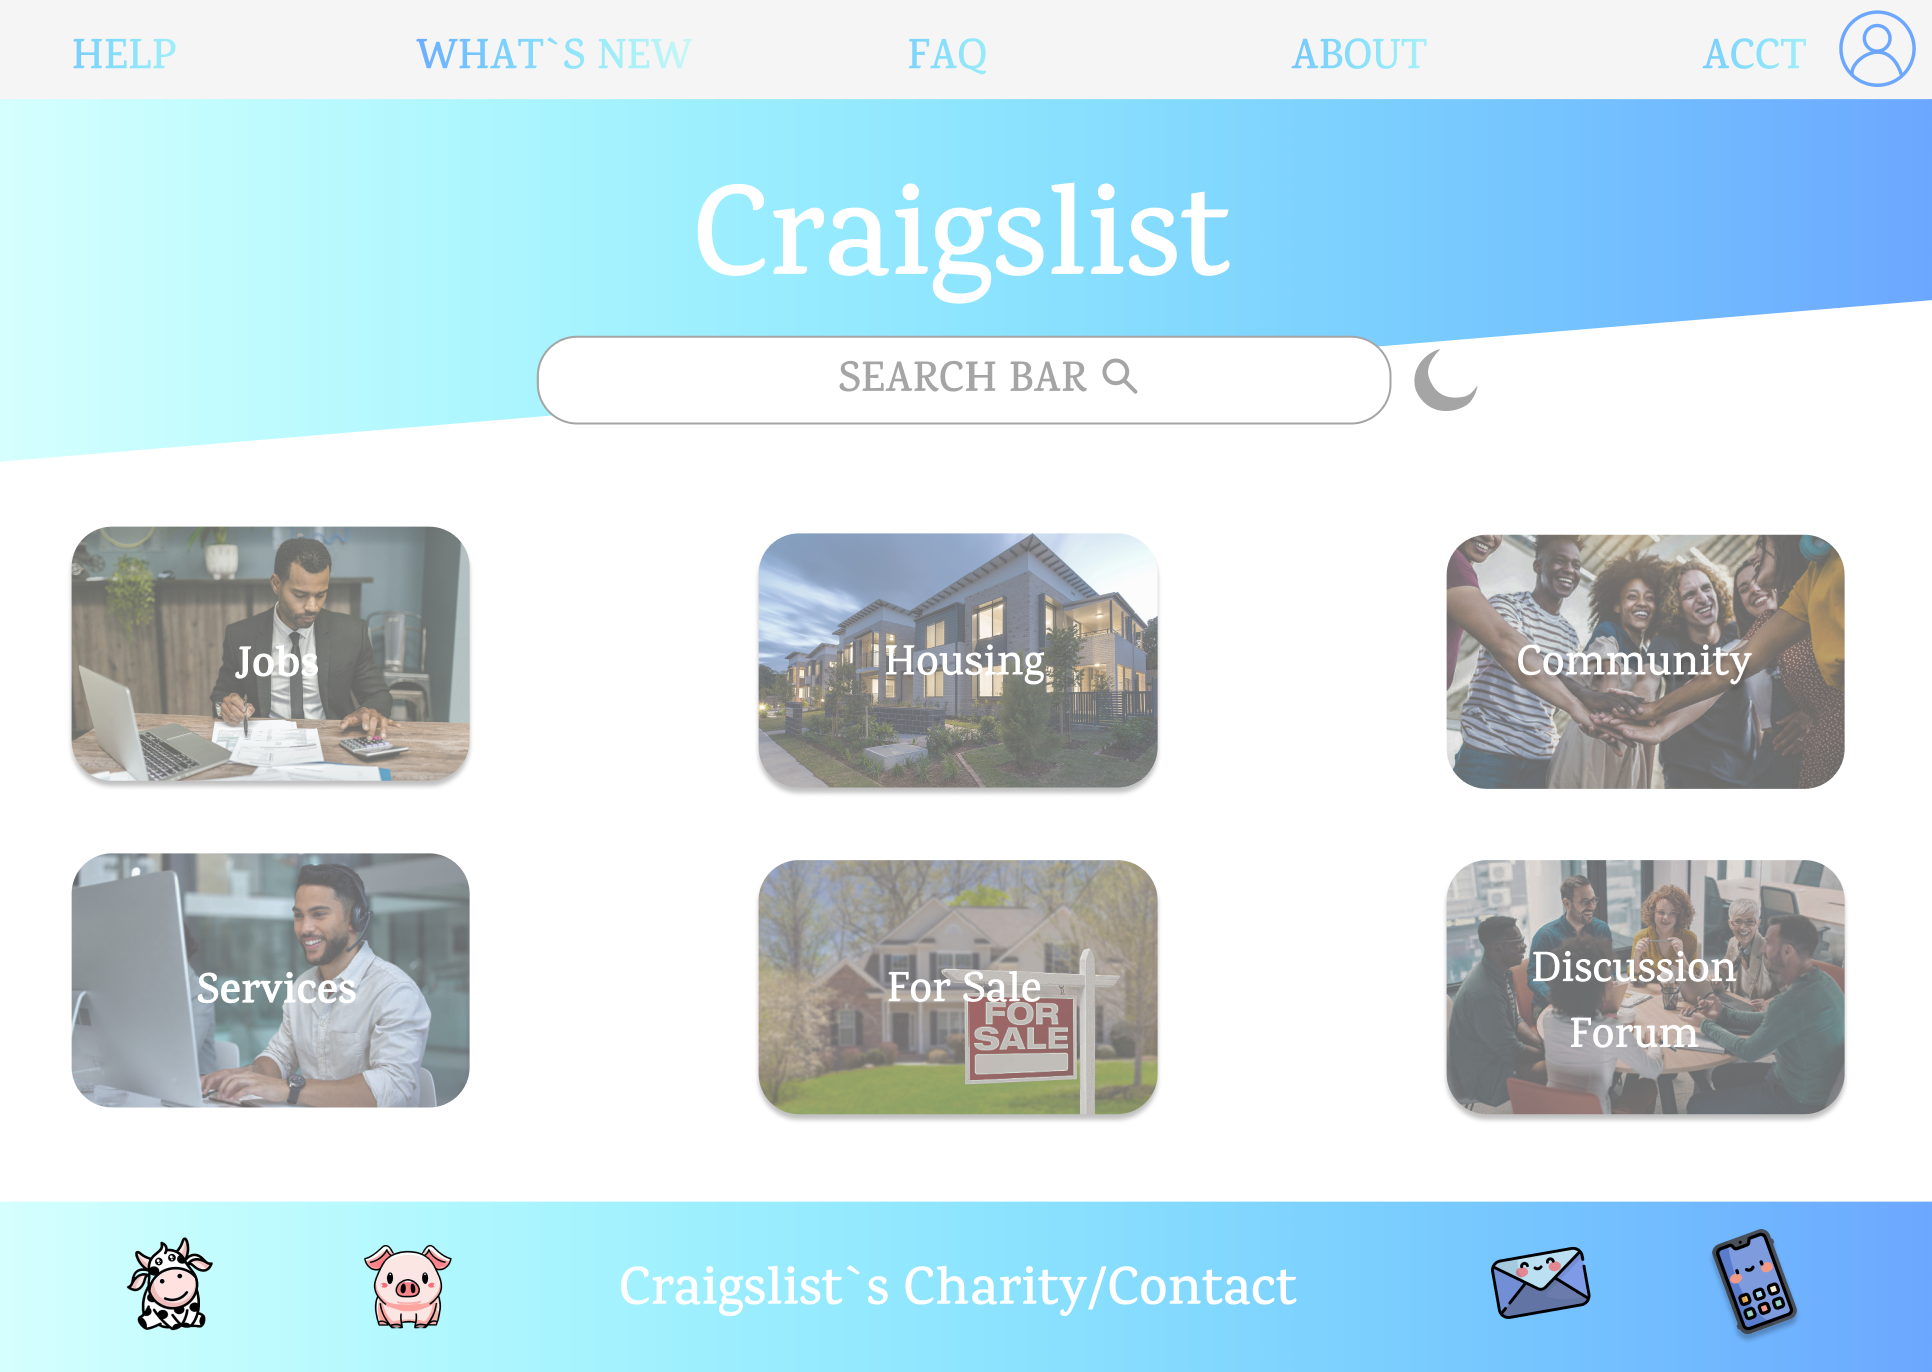 HELP
WHAT`S NEW
FAQ
ABOUT
ACCT
Craigslist
SEARCH BAR
Jobs
Housing
Community
Services
For Sale
FOR
SALE
Discussion
Forum
Craigslist`s Charity/Contact